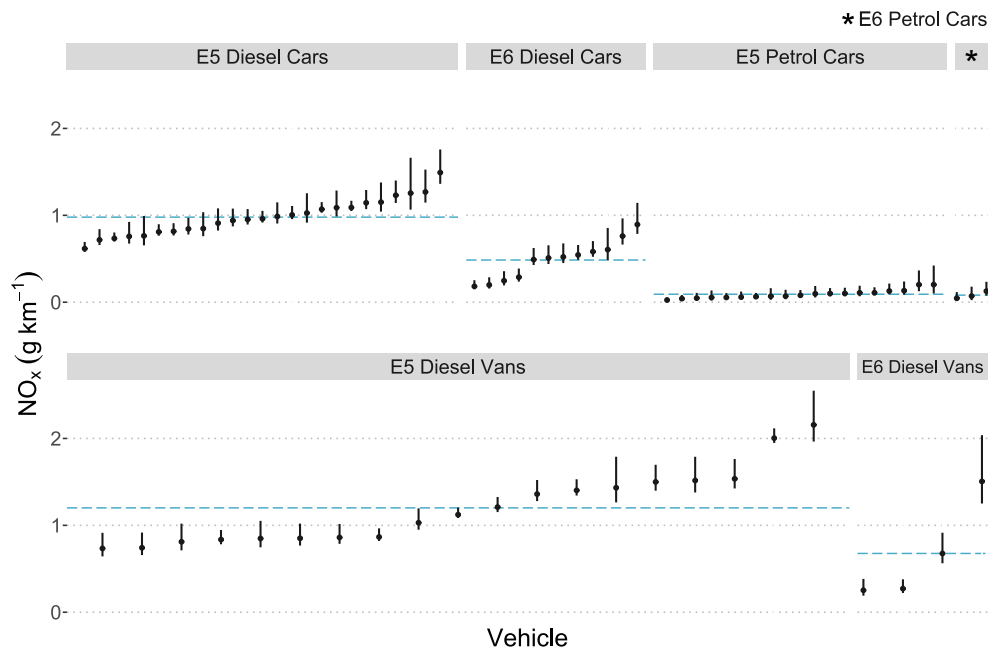 * E6 Petrol Cars
E5 Diesel Cars
E6 Diesel Cars
E5 Petrol Cars
*
2
1
0
NOₓ (g km⁻¹)
E5 Diesel Vans
E6 Diesel Vans
2
1
0
Vehicle